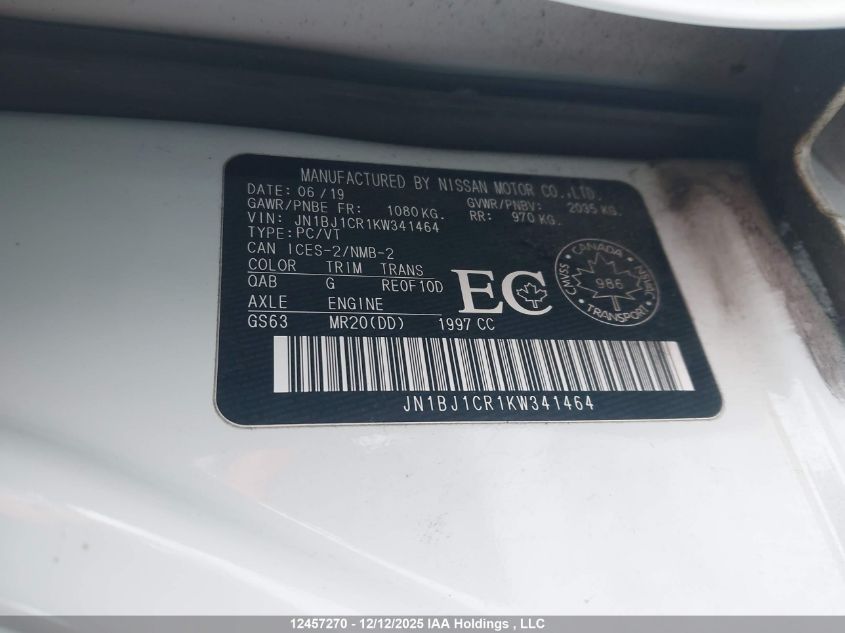 MANUFACTURED BY NISSAN MOTOR CO.,LTD.
DATE: 06/19
GAWR/PNBE FR: 1080KG. GVWR/PNBV: 2035 KG.
VIN: JN1BJ1CR1KW341464 RR: 970 KG.
TYPE: PC/VT
CAN ICES-2/NMB-2
COLOR TRIM TRANS
QAB G RE0F10D
AXLE ENGINE
GS63 MR20(DD) 1997 CC
EC
CANADA
CMVSS 986 NSVAC
TRANSPORT
JN1BJ1CR1KW341464
12457270 - 12/12/2025 IAA Holdings , LLC